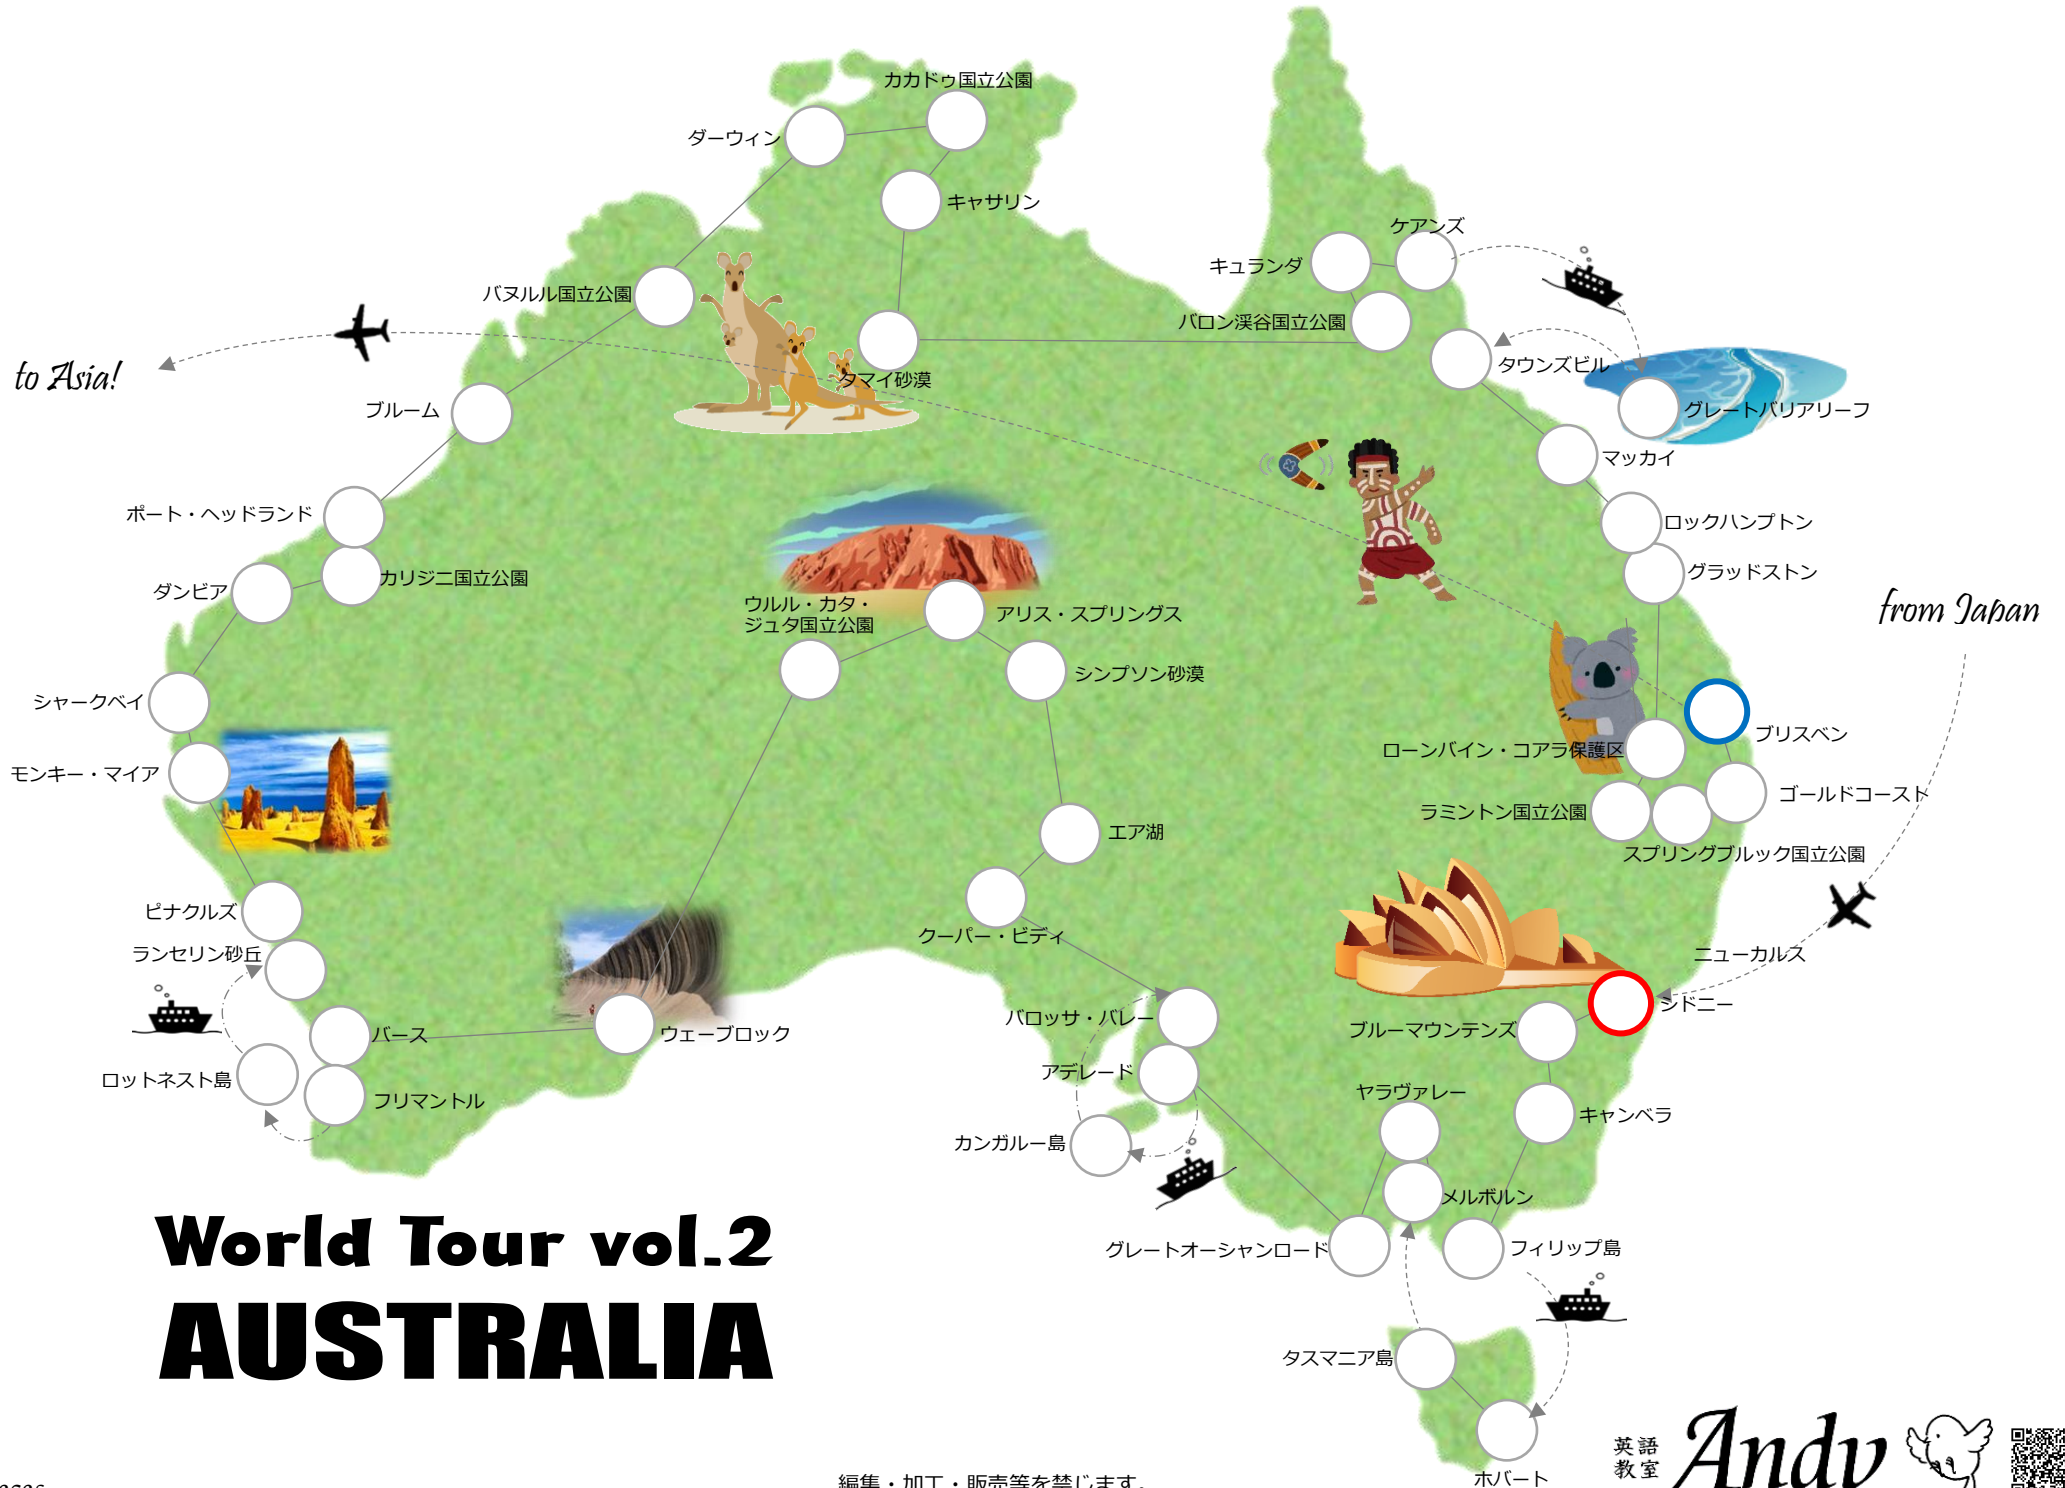 カカドゥ国立公園
ダーウィン
キャサリン
ケアンズ
キュランダ
バヌルル国立公園
バロン渓谷国立公園
タウンズビル
to Asia!
タマイ砂漠
ブルーム
グレートバリアリーフ
マッカイ
ポート・ヘッドランド
ロックハンプトン
グラッドストン
カリジニ国立公園
ダンビア
ウルル・カタ・
ジュタ国立公園
アリス・スプリングス
from Japan
シンプソン砂漠
シャークベイ
ブリスベン
ローンパイン・コアラ保護区
モンキー・マイア
ゴールドコースト
ラミントン国立公園
エア湖
スプリングブルック国立公園
ピナクルズ
クーパー・ピディ
ランセリン砂丘
ニューカルス
シドニー
バロッサ・バレー
ブルーマウンテンズ
パース
ウェーブロック
アデレード
ロットネスト島
フリマントル
ヤラヴァレー
キャンベラ
カンガルー島
メルボルン
グレートオーシャンロード
フィリップ島
World Tour vol.2
AUSTRALIA
タスマニア島
ホバート
英語
教室
Andy
編集・加工・販売等を禁じます。